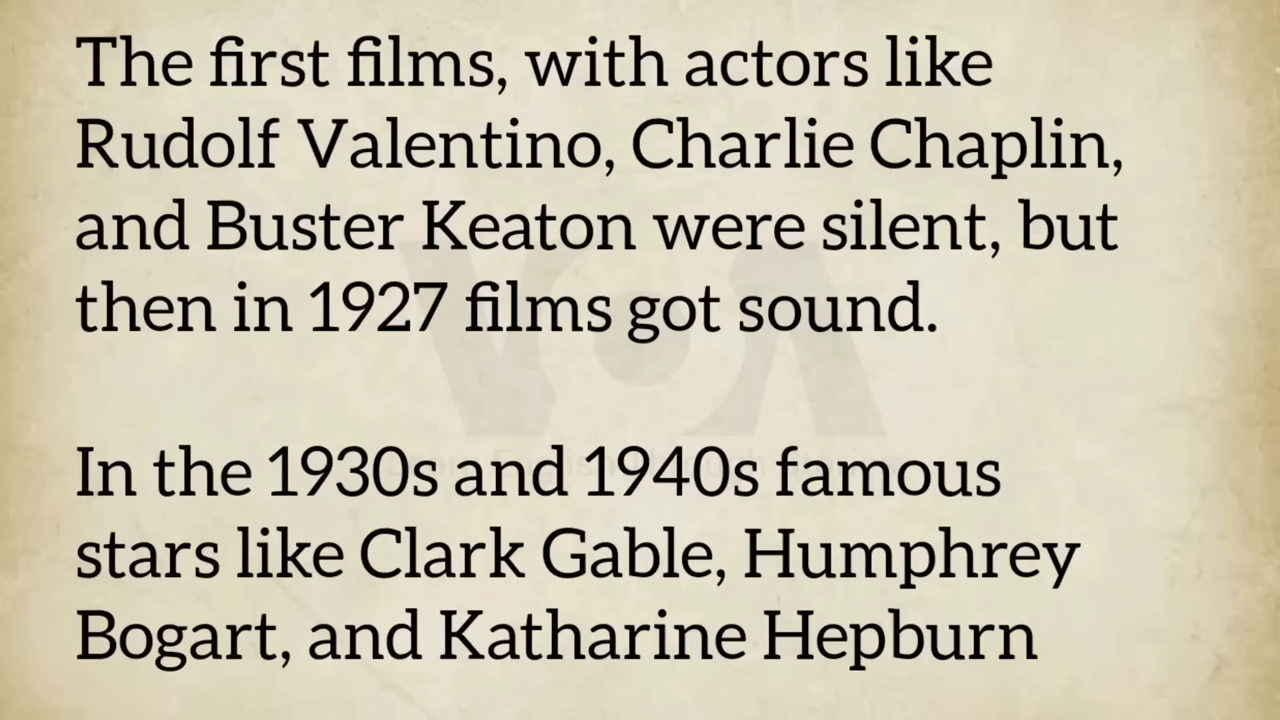 The first films, with actors like
Rudolf Valentino, Charlie Chaplin,
and Buster Keaton were silent, but
then in 1927 films got sound.
In the 1930s and 1940s famous
stars like Clark Gable, Humphrey
Bogart, and Katharine Hepburn
VOA